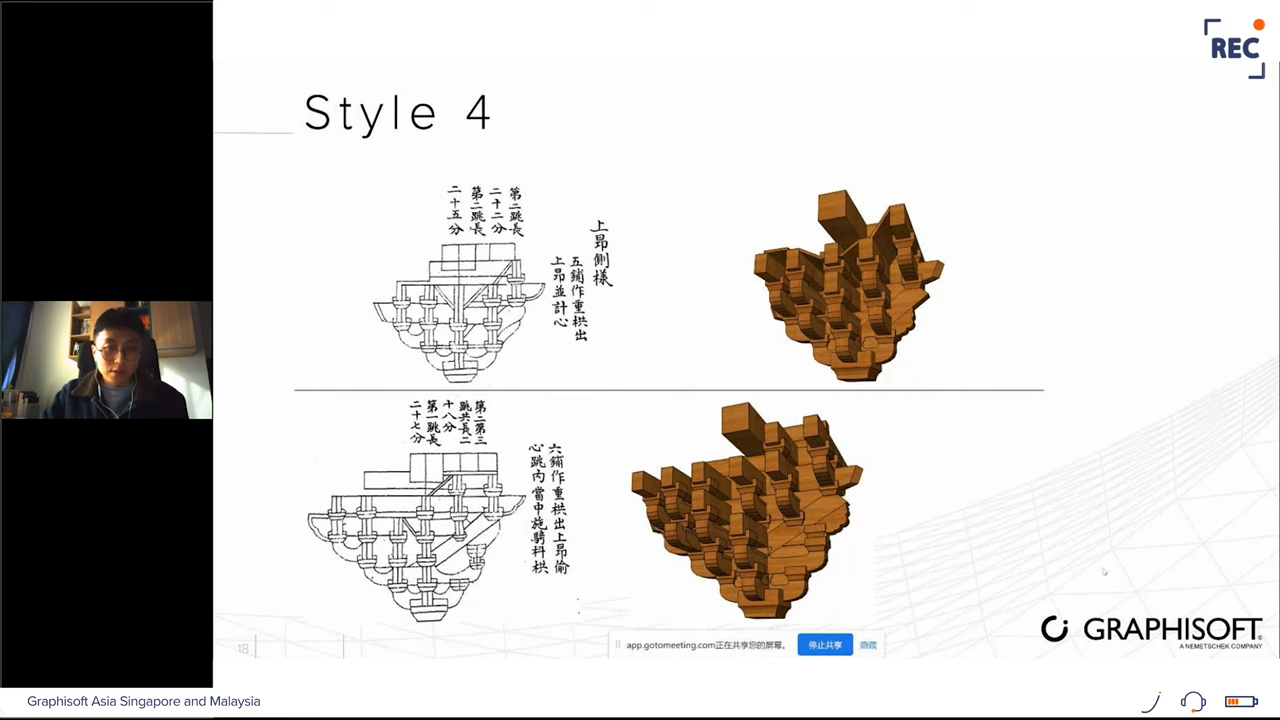 REC
Style 4
第二跳長
二十二分
第二跳長
二十五分
上昂側樣
五鋪作重栱出
上昂並計心
第二第三
跳共長二
十八分
第一跳長
二十七分
六鋪作重栱出上昂偷
心跳內當中施騎枓栱
18
app.gotomeeting.com正在共享您的屏幕。
停止共享
隐藏
GRAPHISOFT
A NEMETSCHEK COMPANY
Graphisoft Asia Singapore and Malaysia